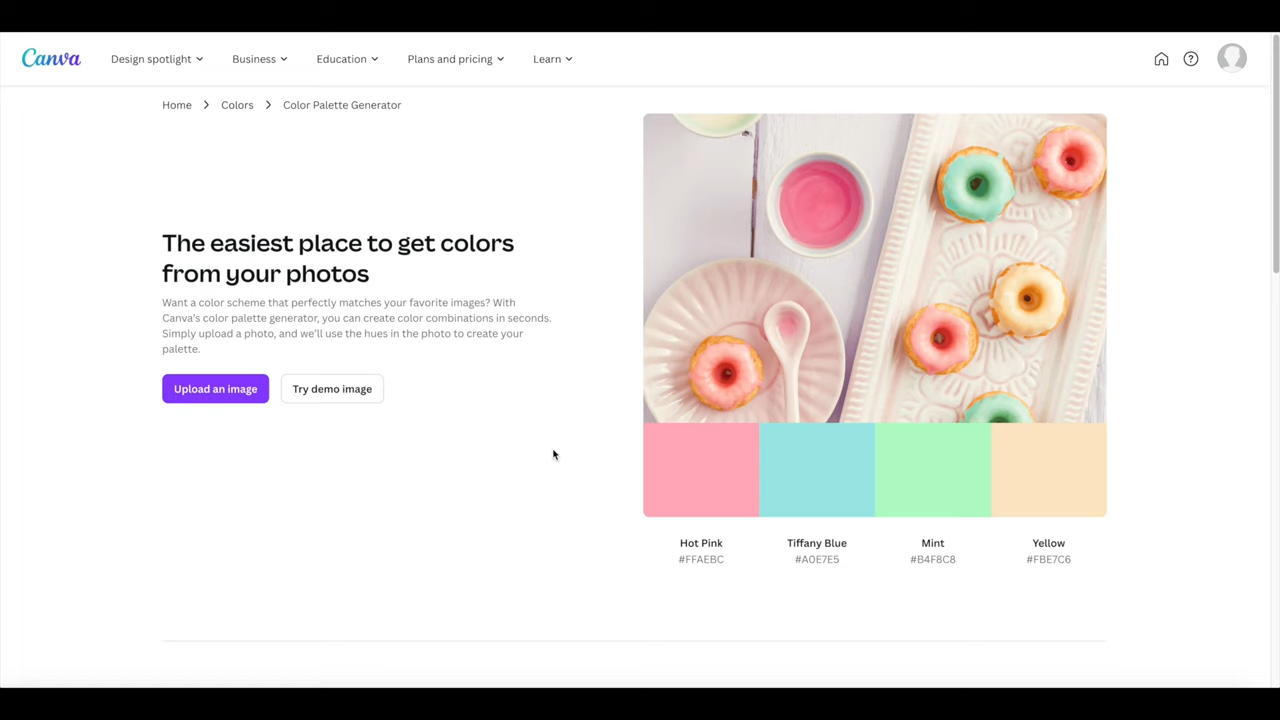 Canva Design spotlight Business Education Plans and pricing Learn
Home Colors Color Palette Generator
The easiest place to get colors
from your photos
Want a color scheme that perfectly matches your favorite images? With
Canva's color palette generator, you can create color combinations in seconds.
Simply upload a photo, and we'll use the hues in the photo to create your
palette.
Upload an image Try demo image
Hot Pink Tiffany Blue Mint Yellow
#FFAEBC #A0E7E5 #B4F8C8 #FBE7C6